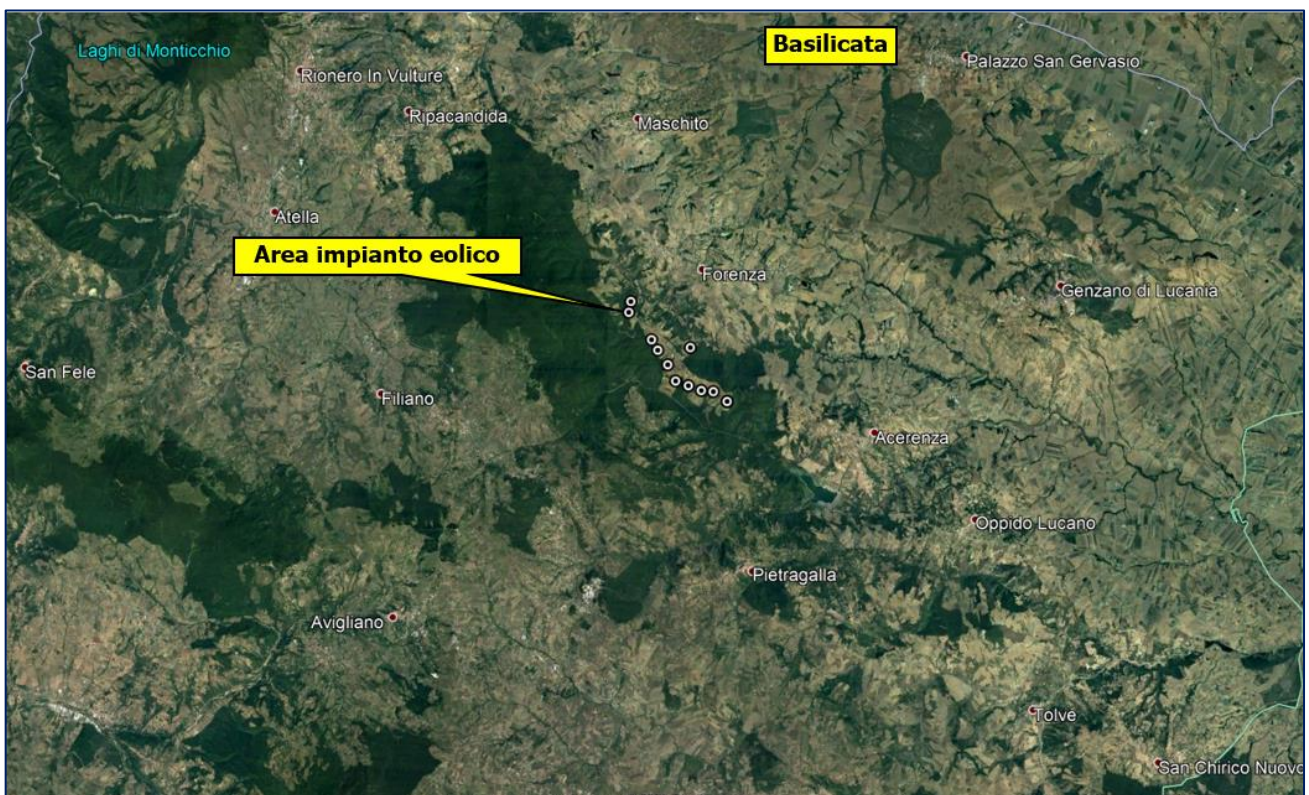 Basilicata
Laghi di Monticchio
Palazzo San Gervasio
Rionero In Vulture
Ripacandida
Maschito
Atella
Area impianto eolico
Forenza
Genzano di Lucania
San Fele
Filiano
Acerenza
Oppido Lucano
Pietragalla
Avigliano
Tolve
San Chirico Nuovo